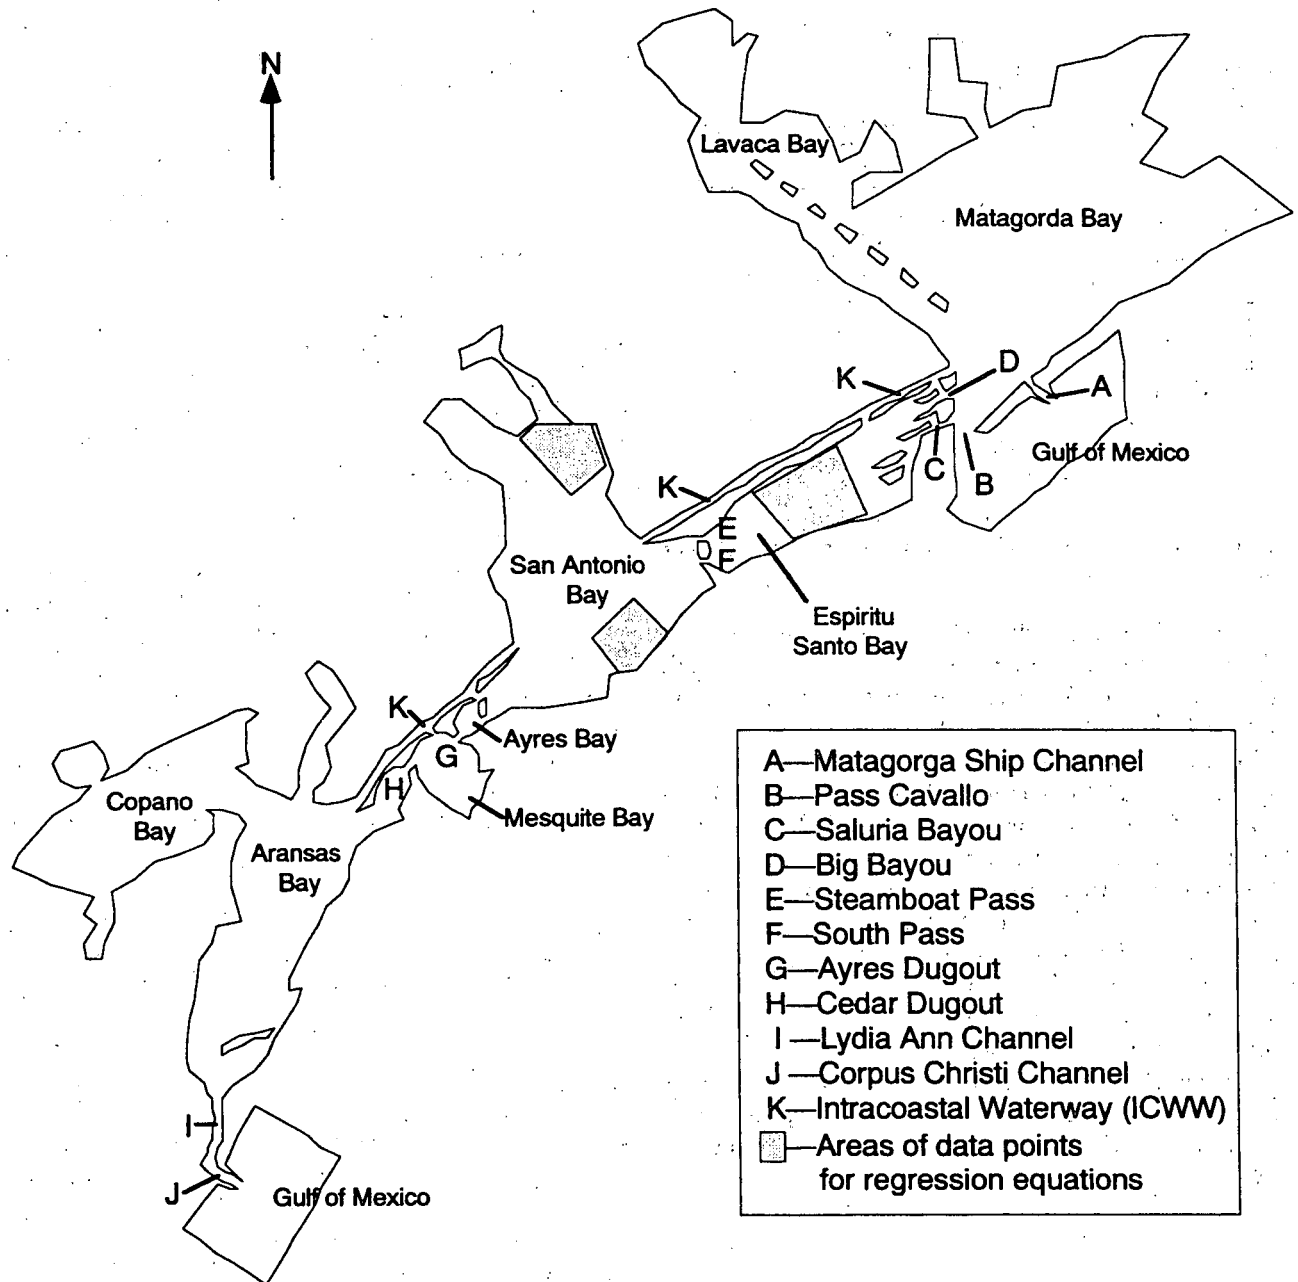 N
Lavaca Bay
Matagorda Bay
D
K
A
Gulf of Mexico
C
B
K
E
F
San Antonio
Bay
Espiritu
Santo Bay
K
Ayres Bay
G
H
Mesquite Bay
Copano
Bay
Aransas
Bay
I
J
Gulf of Mexico
A—Matagorga Ship Channel
B—Pass Cavallo
C—Saluria Bayou
D—Big Bayou
E—Steamboat Pass
F—South Pass
G—Ayres Dugout
H—Cedar Dugout
I—Lydia Ann Channel
J—Corpus Christi Channel
K—Intracoastal Waterway (ICWW)
—Areas of data points
for regression equations